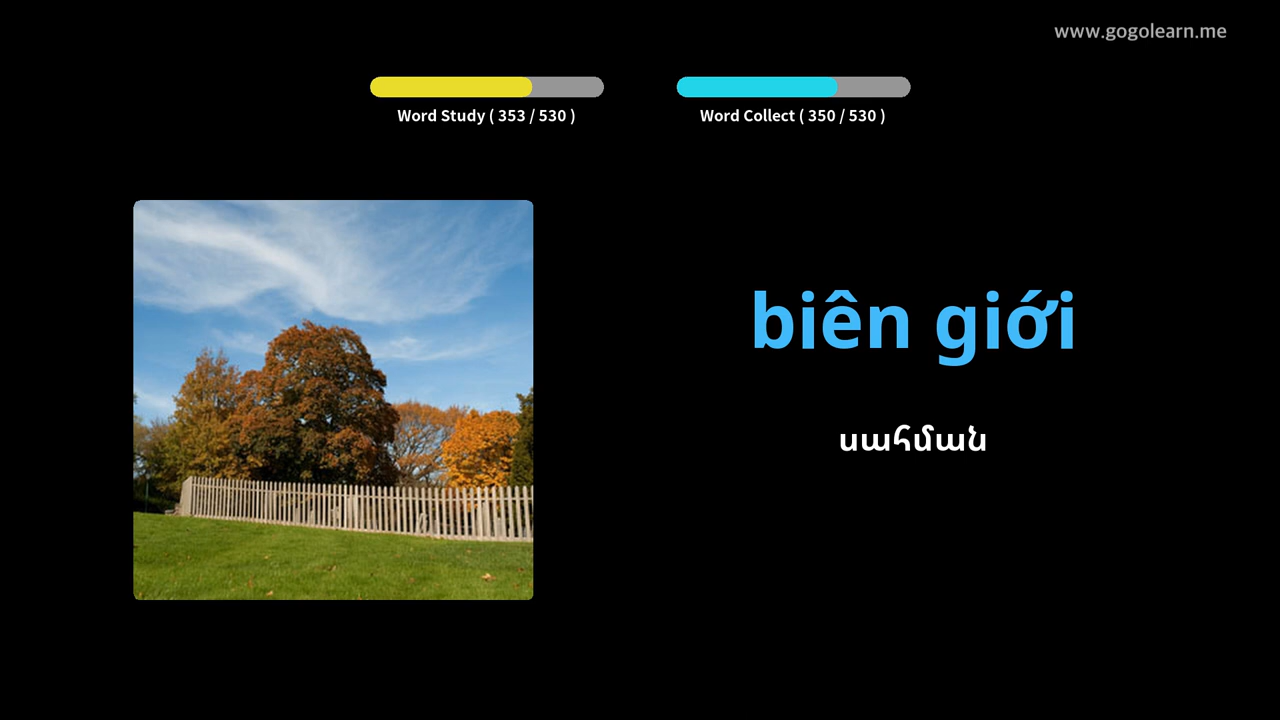 www.gogolearn.me
Word Study ( 353 / 530 )
Word Collect ( 350 / 530 )
biên giới
սահման